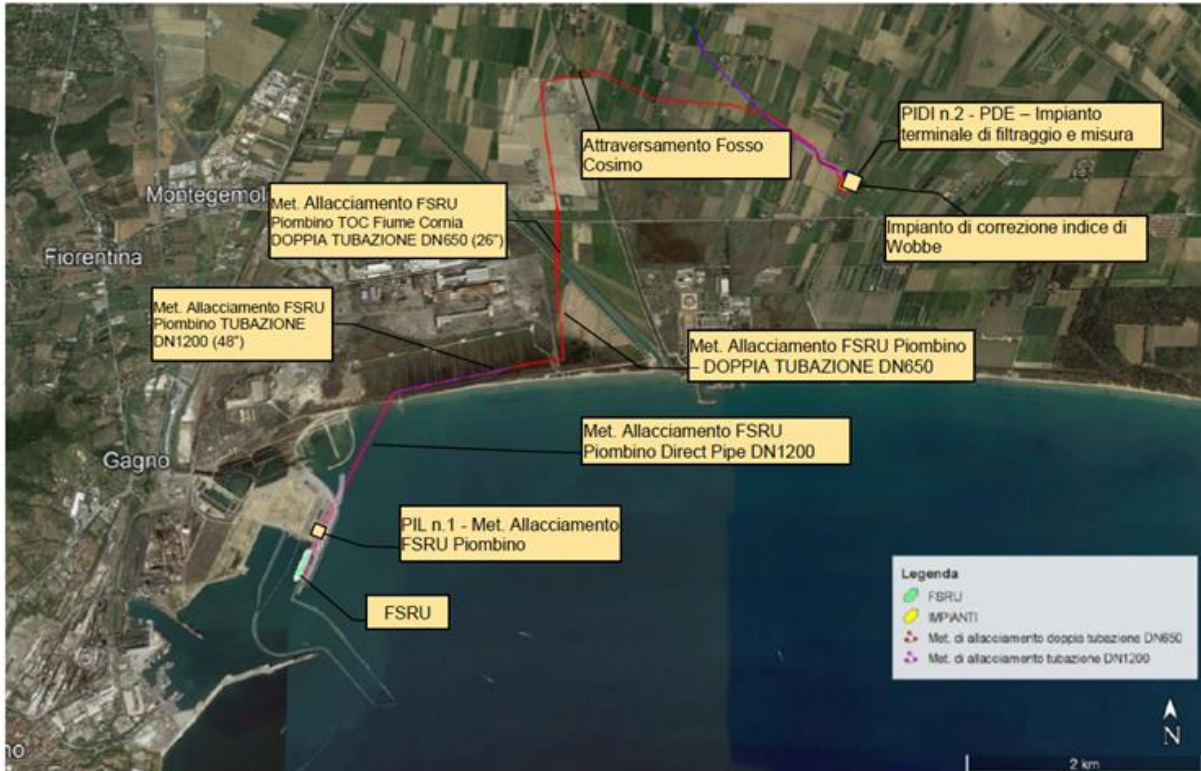 PIDI n.2 - PDE – Impianto
terminale di filtraggio e misura
Attraversamento Fosso
Cosimo
Montegemol
Met. Allacciamento FSRU
Piombino TOC Fiume Cornia
DOPPIA TUBAZIONE DN650 (26")
Impianto di correzione indice di
Wobbe
Fiorentina
Met. Allacciamento FSRU
Piombino TUBAZIONE
DN1200 (48")
Met. Allacciamento FSRU Piombino
– DOPPIA TUBAZIONE DN650
Met. Allacciamento FSRU
Piombino Direct Pipe DN1200
Gagno
PIL n.1 - Met. Allacciamento
FSRU Piombino
FSRU
Legenda
FSRU
IMPIANTI
Met. di allacciamento doppia tubazione DN650
Met. di allacciamento tubazione DN1200
no
N
2 km